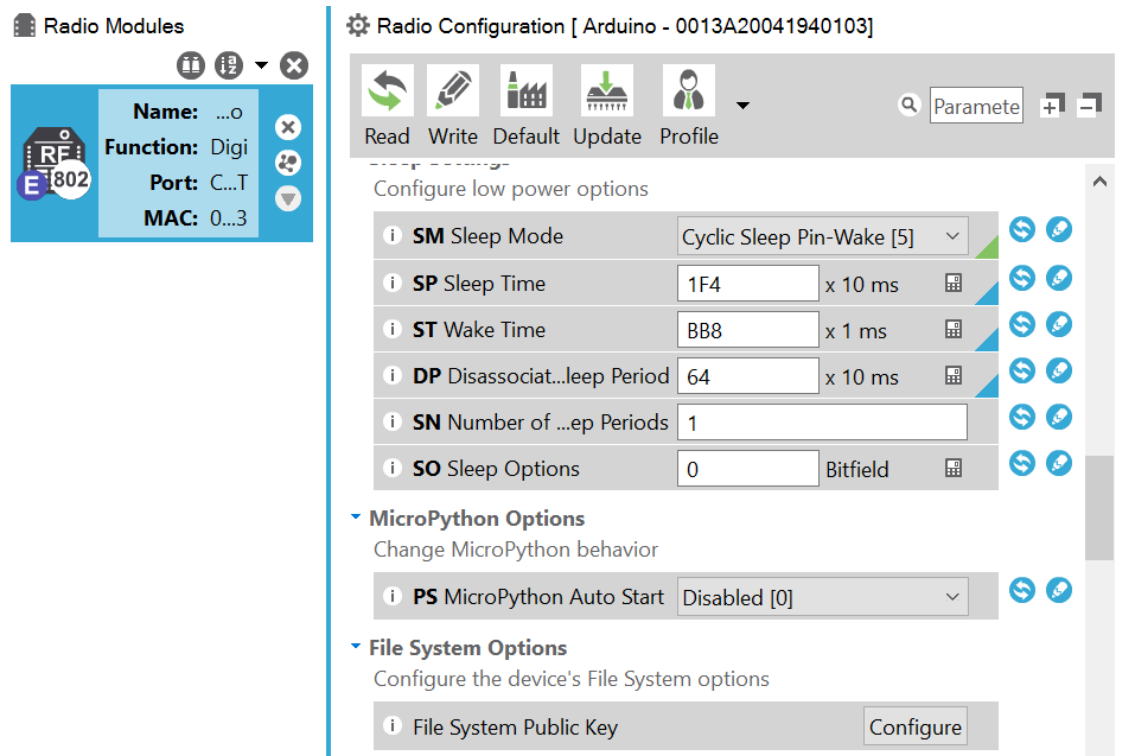 Radio Modules
Name: ...o
Function: Digi
Port: C...T
MAC: 0...3
RF
E 802
Radio Configuration [ Arduino - 0013A20041940103]
Read Write Default Update Profile
Paramete
Sleep Settings
Configure low power options
i SM Sleep Mode Cyclic Sleep Pin-Wake [5]
i SP Sleep Time 1F4 x 10 ms
i ST Wake Time BB8 x 1 ms
i DP Disassociat...leep Period 64 x 10 ms
i SN Number of ...ep Periods 1
i SO Sleep Options 0 Bitfield
MicroPython Options
Change MicroPython behavior
i PS MicroPython Auto Start Disabled [0]
File System Options
Configure the device's File System options
i File System Public Key Configure